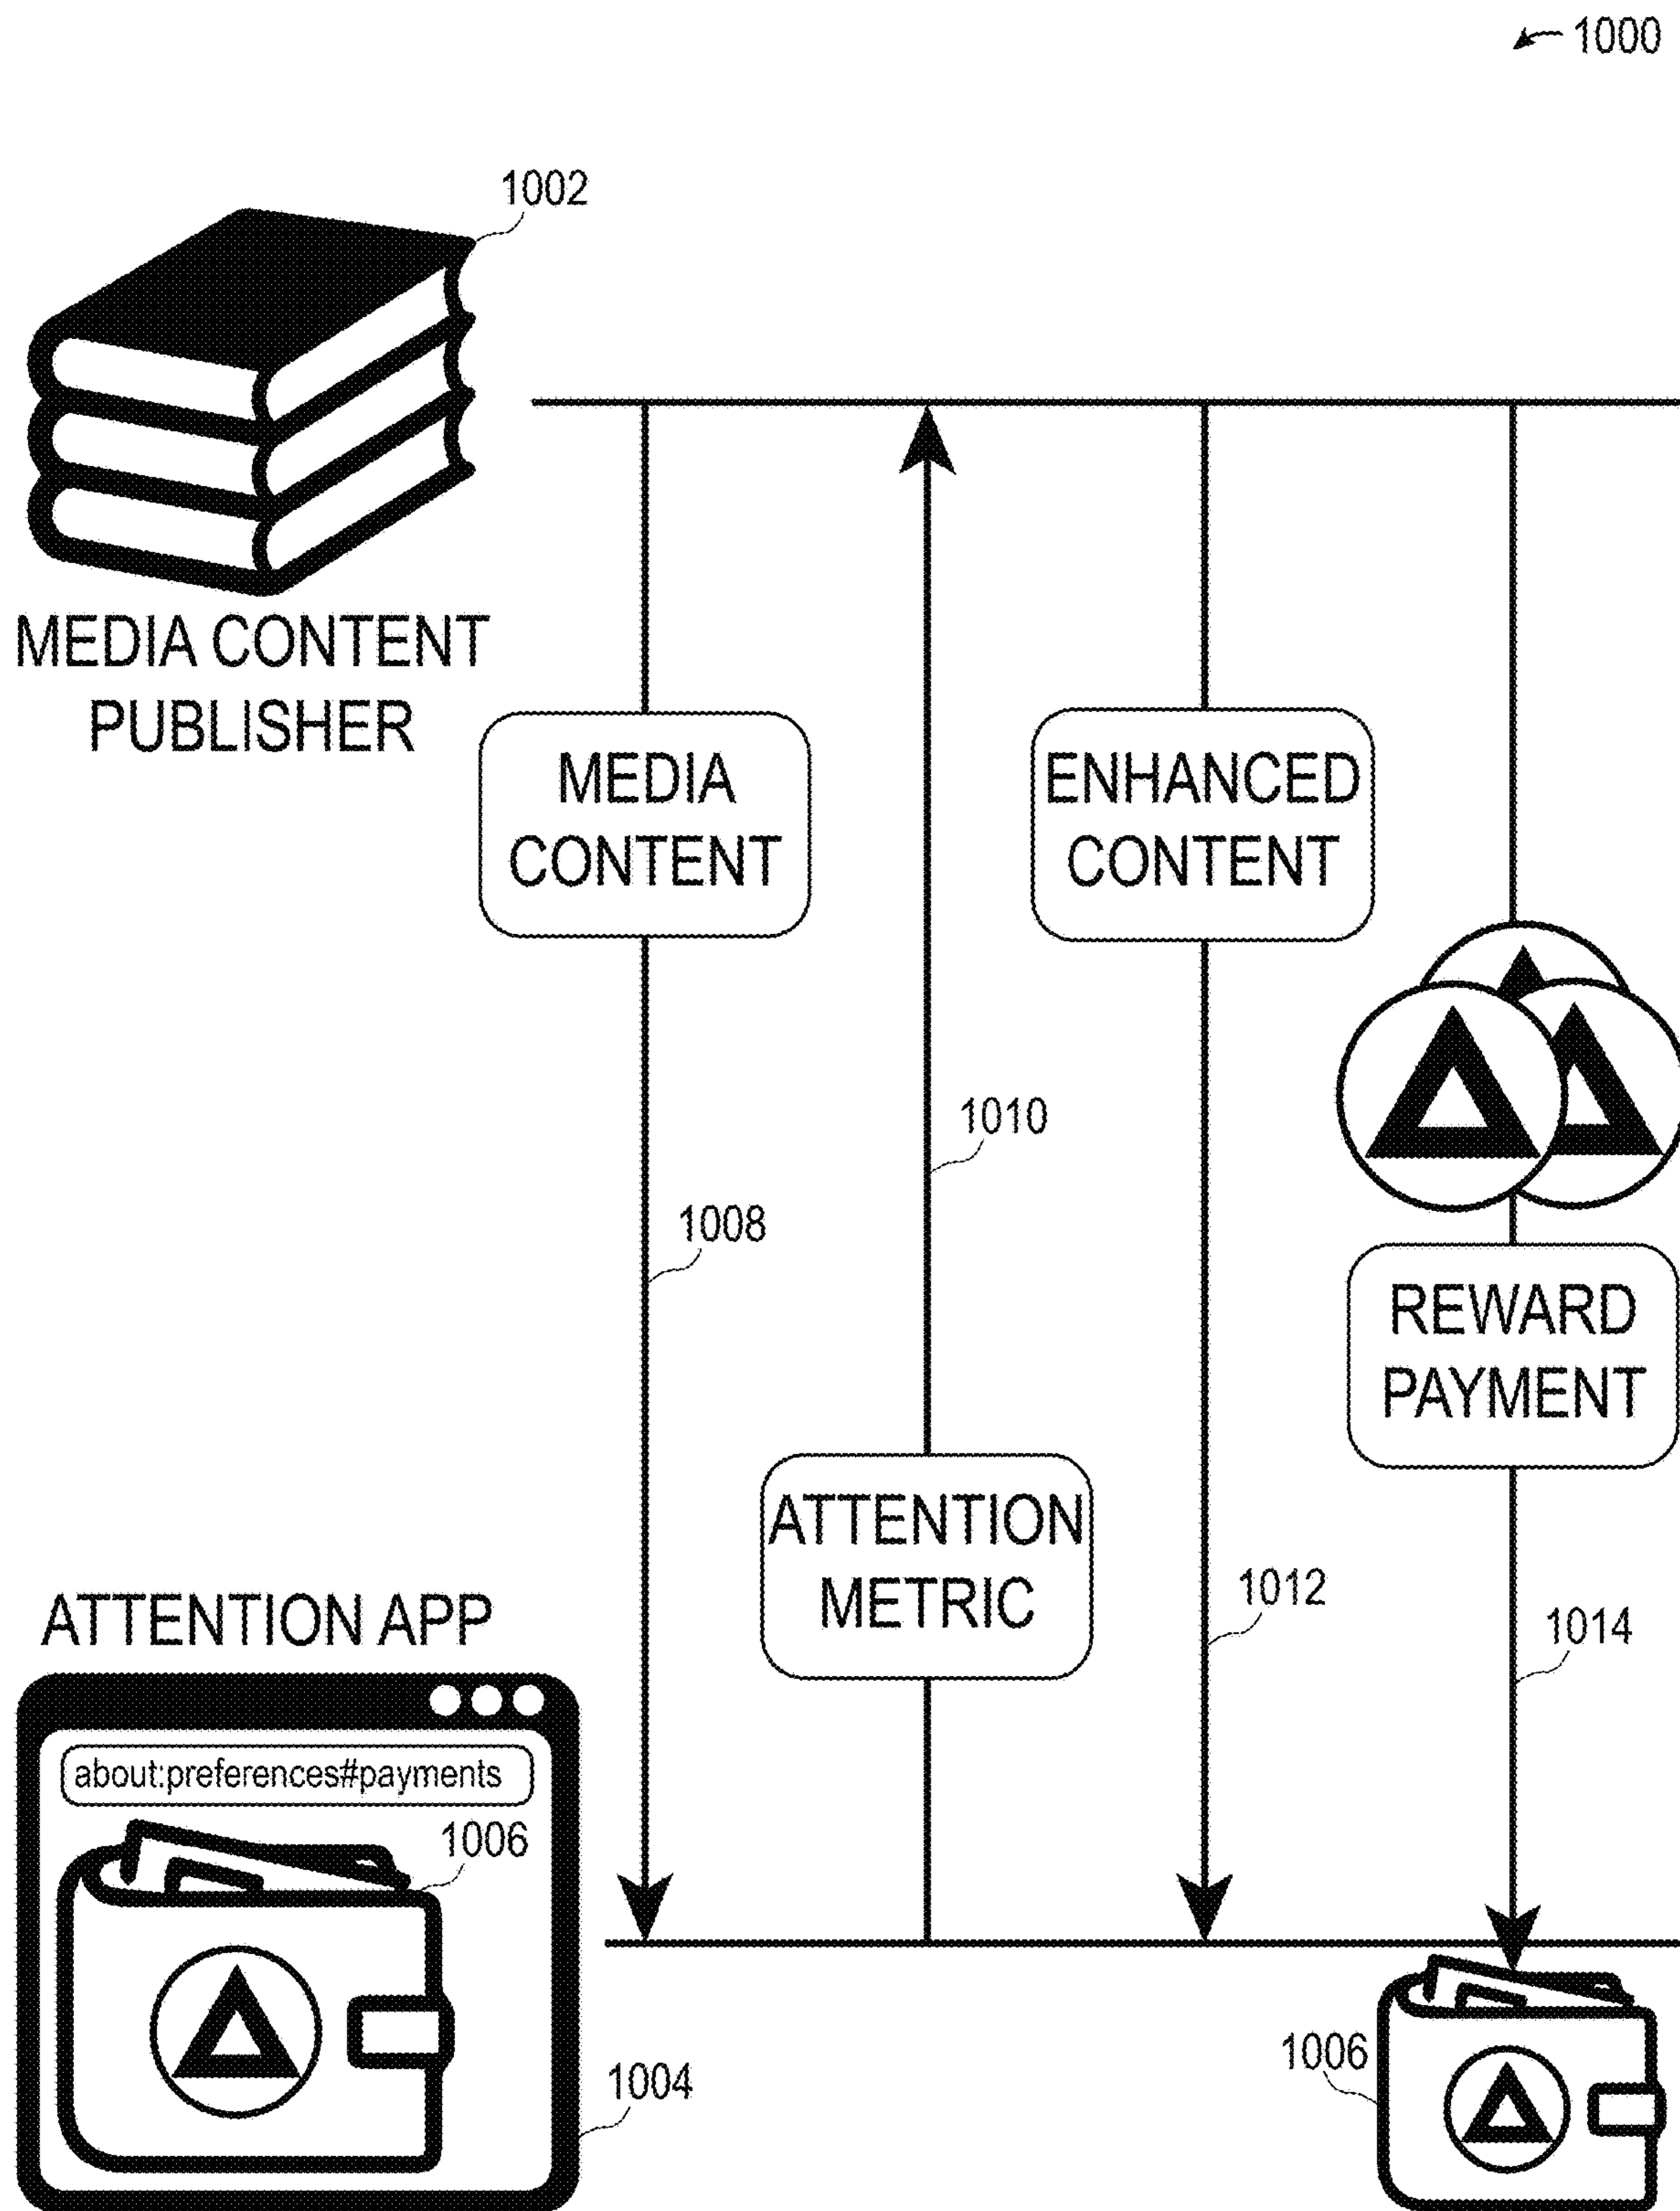 1000
1002
MEDIA CONTENT
PUBLISHER
MEDIA
CONTENT
ENHANCED
CONTENT
1010
1008
REWARD
PAYMENT
ATTENTION
METRIC
1012
1014
ATTENTION APP
about:preferences#payments
1006
1004
1006